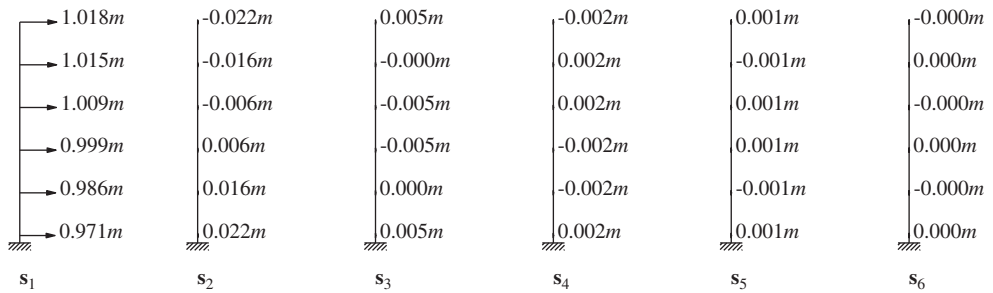 1.018m -0.022m 0.005m -0.002m 0.001m -0.000m
1.015m -0.016m -0.000m 0.002m -0.001m 0.000m
1.009m -0.006m -0.005m 0.002m 0.001m -0.000m
0.999m 0.006m -0.005m -0.002m 0.001m 0.000m
0.986m 0.016m 0.000m -0.002m -0.001m -0.000m
0.971m 0.022m 0.005m 0.002m 0.001m 0.000m
s₁ s₂ s₃ s₄ s₅ s₆